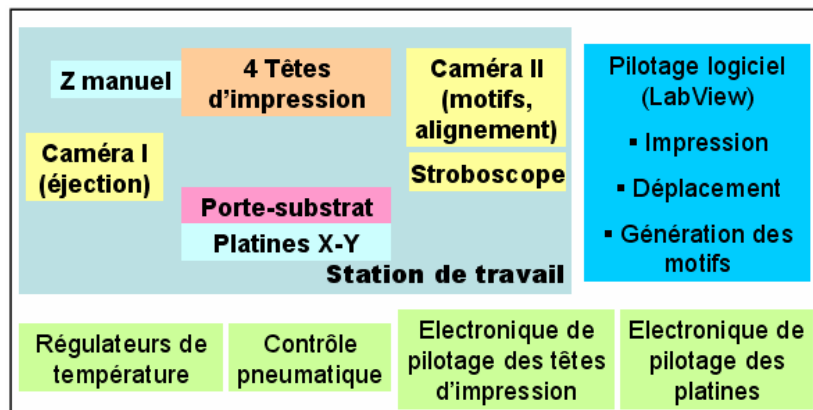 Z manuel
4 Têtes
d’impression
Caméra II
(motifs,
alignement)
Caméra I
(éjection)
Stroboscope
Porte-substrat
Platines X-Y
Station de travail
Pilotage logiciel
(LabView)
▪ Impression
▪ Déplacement
▪ Génération des
motifs
Régulateurs de
température
Contrôle
pneumatique
Electronique de
pilotage des têtes
d’impression
Electronique de
pilotage des
platines